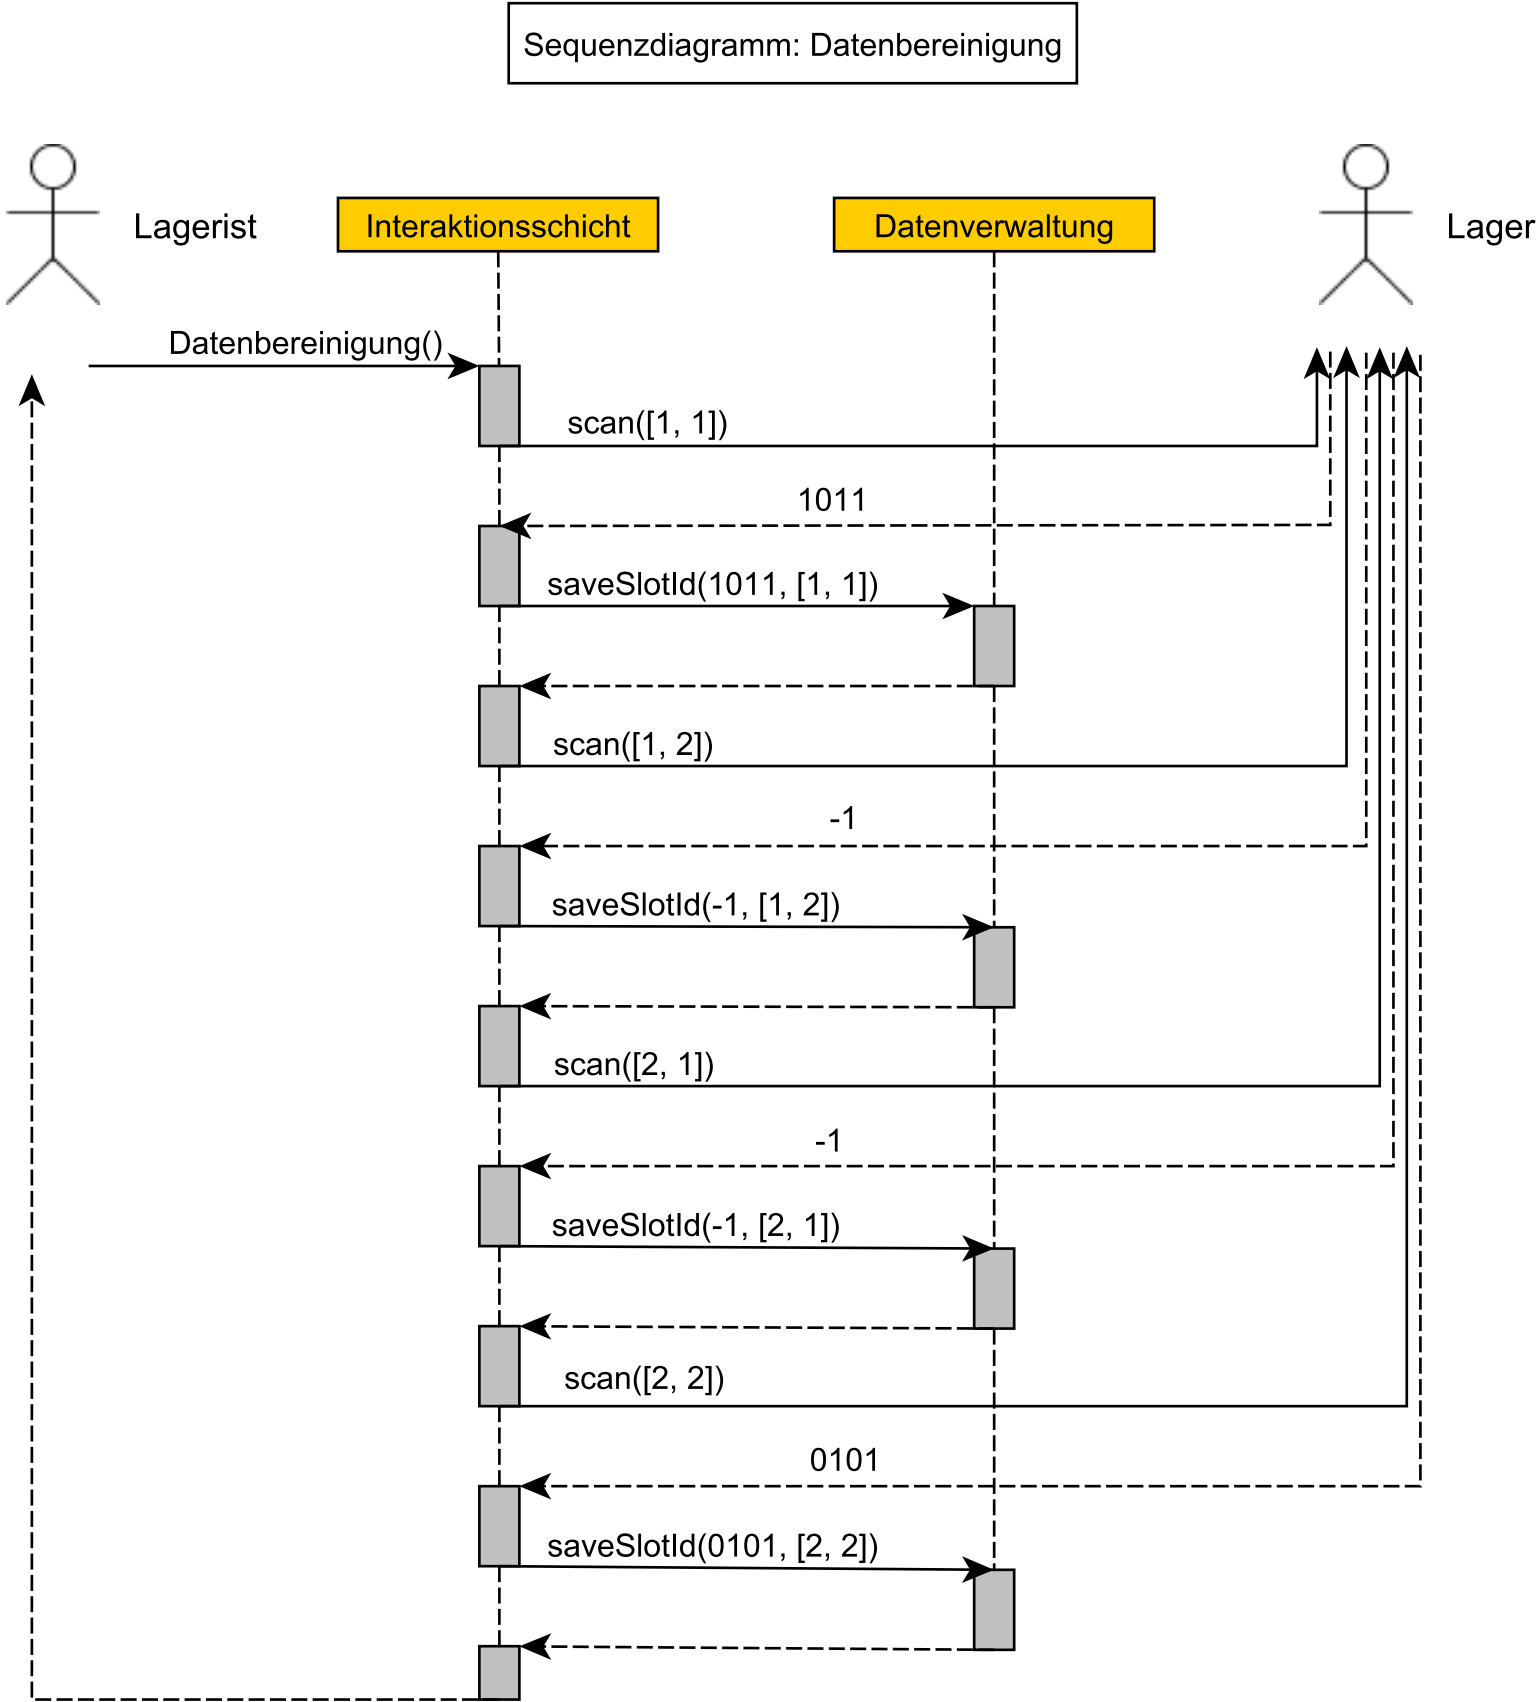 Sequenzdiagramm: Datenbereinigung
Lagerist
Interaktionsschicht
Datenverwaltung
Lager
Datenbereinigung()
scan([1, 1])
1011
saveSlotId(1011, [1, 1])
scan([1, 2])
-1
saveSlotId(-1, [1, 2])
scan([2, 1])
-1
saveSlotId(-1, [2, 1])
scan([2, 2])
0101
saveSlotId(0101, [2, 2])